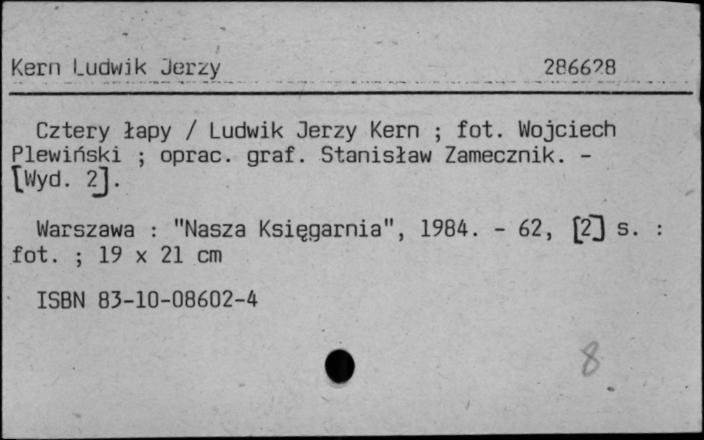 Kern Ludwik Jerzy 286628
Cztery łapy / Ludwik Jerzy Kern ; fot. Wojciech
Plewiński ; oprac. graf. Stanisław Zamecznik. -
[Wyd. 2].
Warszawa : "Nasza Księgarnia", 1984. - 62, [2] s. :
fot. ; 19 x 21 cm
ISBN 83-10-08602-4
8